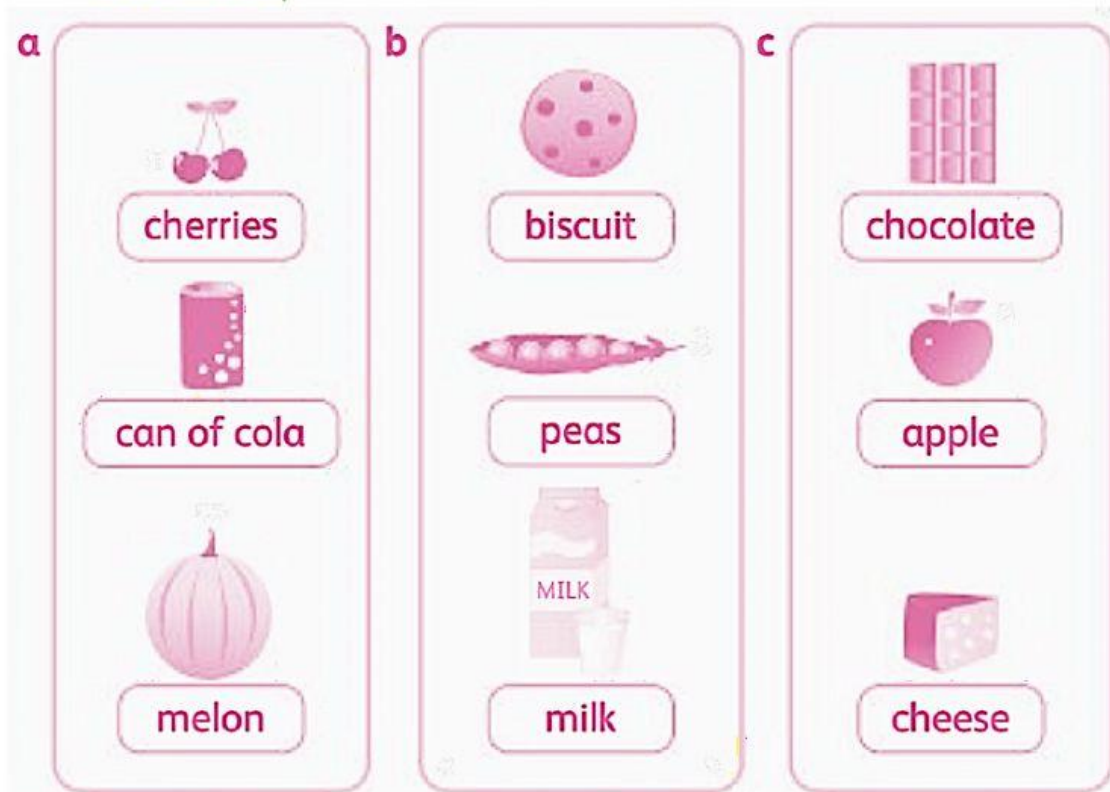 a
cherries
can of cola
melon
b
biscuit
peas
MILK
milk
c
chocolate
apple
cheese